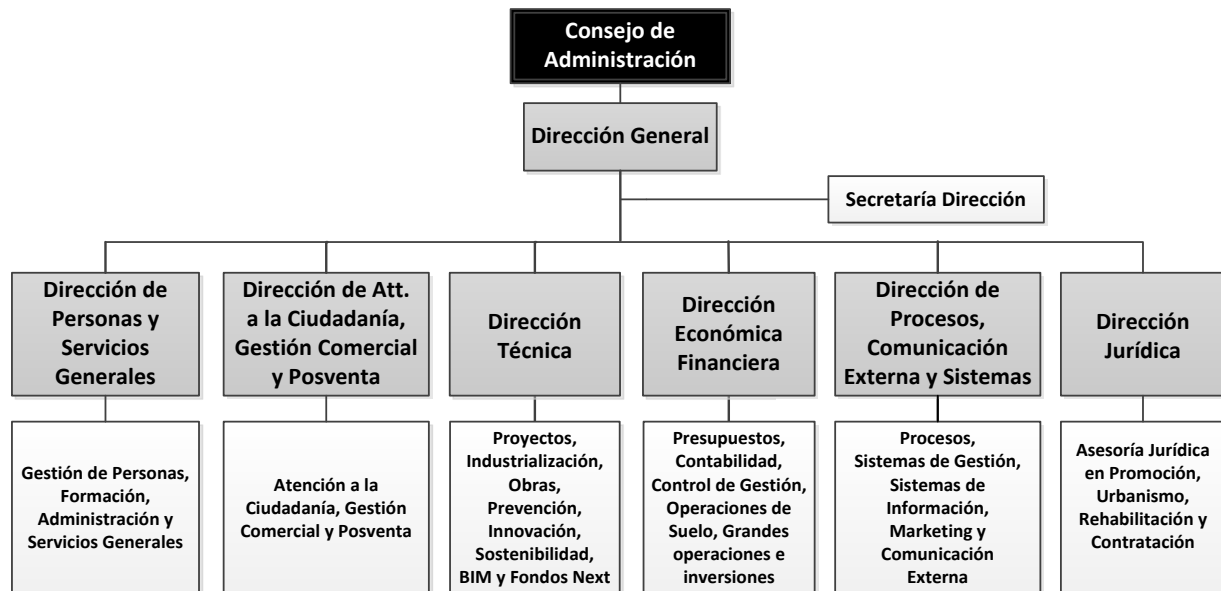 Consejo de
Administración
Dirección General
Secretaría Dirección
Dirección de
Personas y
Servicios
Generales
Dirección de Att.
a la Ciudadanía,
Gestión Comercial
y Posventa
Dirección
Técnica
Dirección
Económica
Financiera
Dirección de
Procesos,
Comunicación
Externa y Sistemas
Dirección
Jurídica
Gestión de Personas,
Formación,
Administración y
Servicios Generales
Atención a la
Ciudadanía, Gestión
Comercial y Posventa
Proyectos,
Industrialización,
Obras,
Prevención,
Innovación,
Sostenibilidad,
BIM y Fondos Next
Presupuestos,
Contabilidad,
Control de Gestión,
Operaciones de
Suelo, Grandes
operaciones e
inversiones
Procesos,
Sistemas de Gestión,
Sistemas de
Información,
Marketing y
Comunicación
Externa
Asesoría Jurídica
en Promoción,
Urbanismo,
Rehabilitación y
Contratación